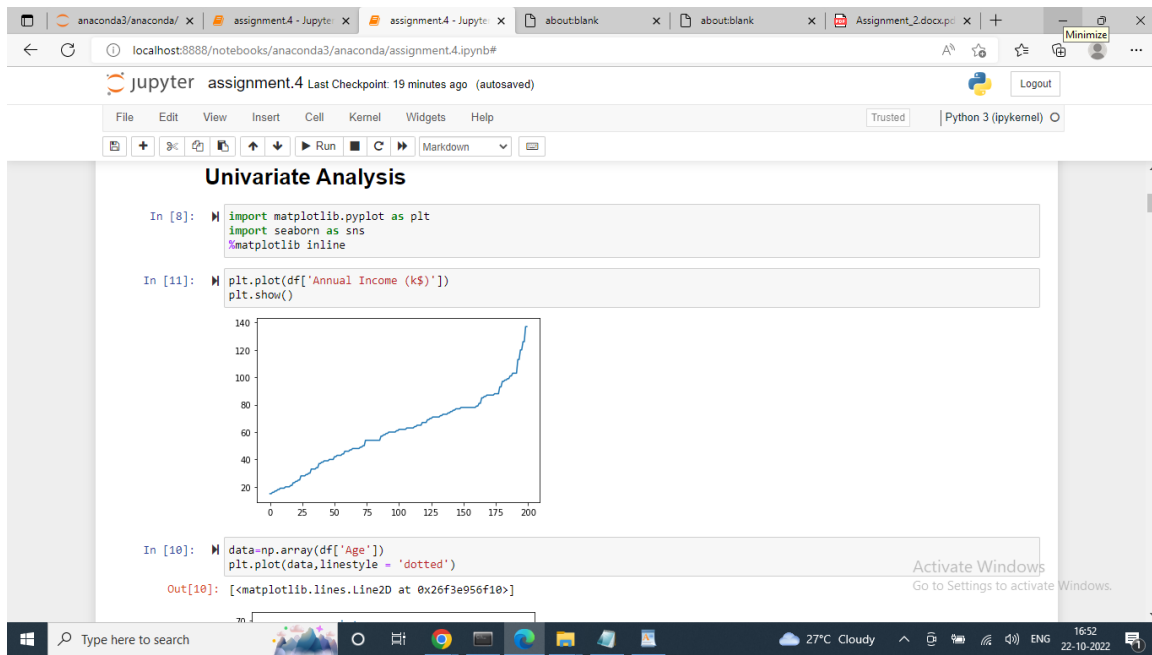 anaconda3/anaconda/
assignment.4 - Jupyte
assignment.4 - Jupyte
about:blank
about:blank
Assignment_2.docx.pd
Minimize
localhost:8888/notebooks/anaconda3/anaconda/assignment.4.ipynb#
jupyter assignment.4 Last Checkpoint: 19 minutes ago (autosaved)
Logout
File Edit View Insert Cell Kernel Widgets Help
Trusted
Python 3 (ipykernel)
Run
Markdown
Univariate Analysis
In [8]: import matplotlib.pyplot as plt
import seaborn as sns
%matplotlib inline
In [11]: plt.plot(df['Annual Income (k$)'])
plt.show()
140
120
100
80
60
40
20
0 25 50 75 100 125 150 175 200
In [10]: data=np.array(df['Age'])
plt.plot(data,linestyle = 'dotted')
Out[10]: [<matplotlib.lines.Line2D at 0x26f3e956f10>]
70
Activate Windows
Go to Settings to activate Windows.
Type here to search
27°C Cloudy
ENG
16:52
22-10-2022
1